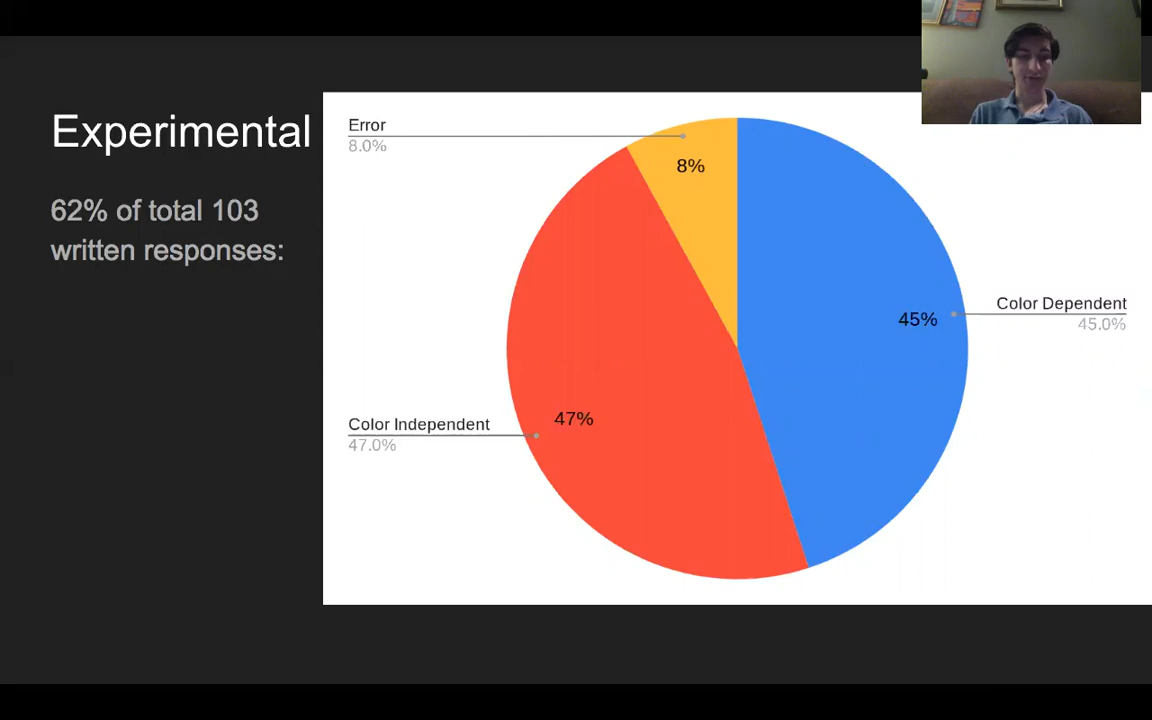 Experimental
62% of total 103
written responses:
Error
8.0%
8%
Color Dependent
45.0%
45%
Color Independent
47.0%
47%